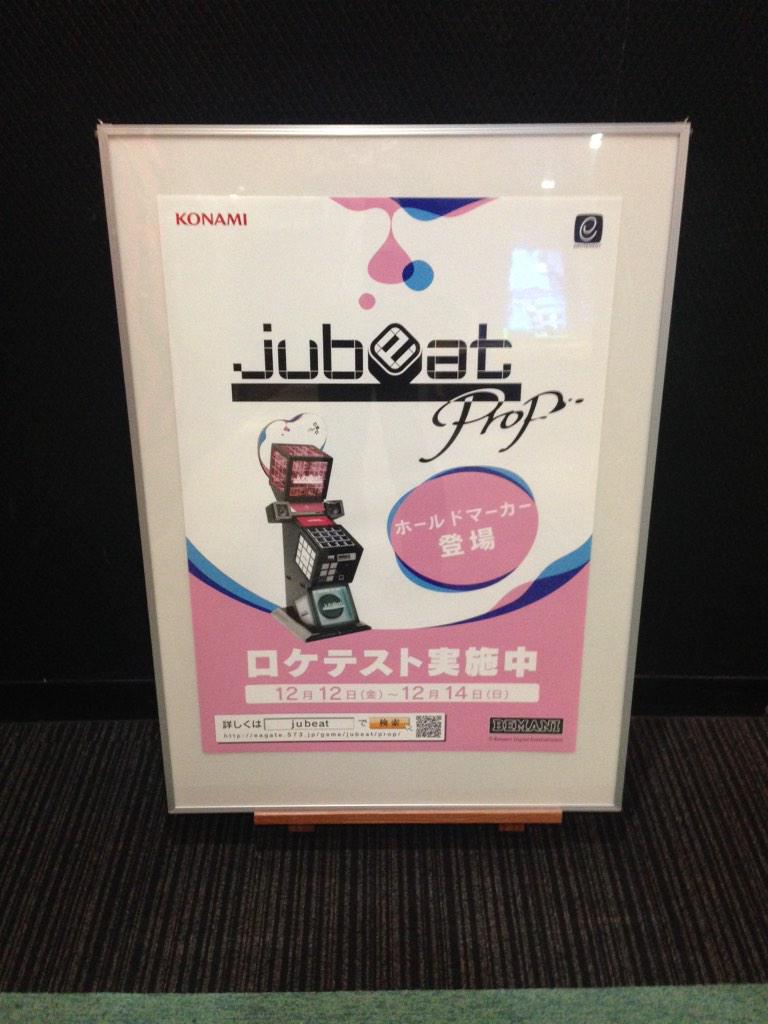 KONAMI
jubeat
Prop
ホールドマーカー
登場
ロケテスト実施中
12月12日(金)～12月14日(日)
詳しくは jubeat で 検索
http://eagate.573.jp/game/jubeat/prop/
BEMANI